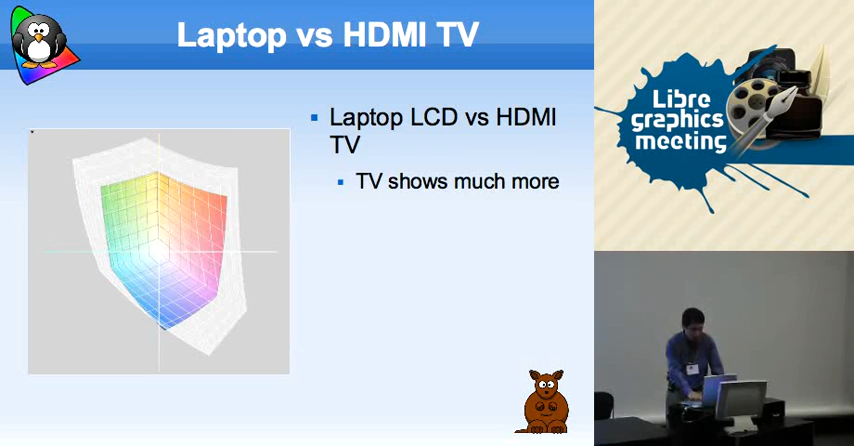 Laptop vs HDMI TV
Laptop LCD vs HDMI
TV
TV shows much more
Libre
graphics
meeting